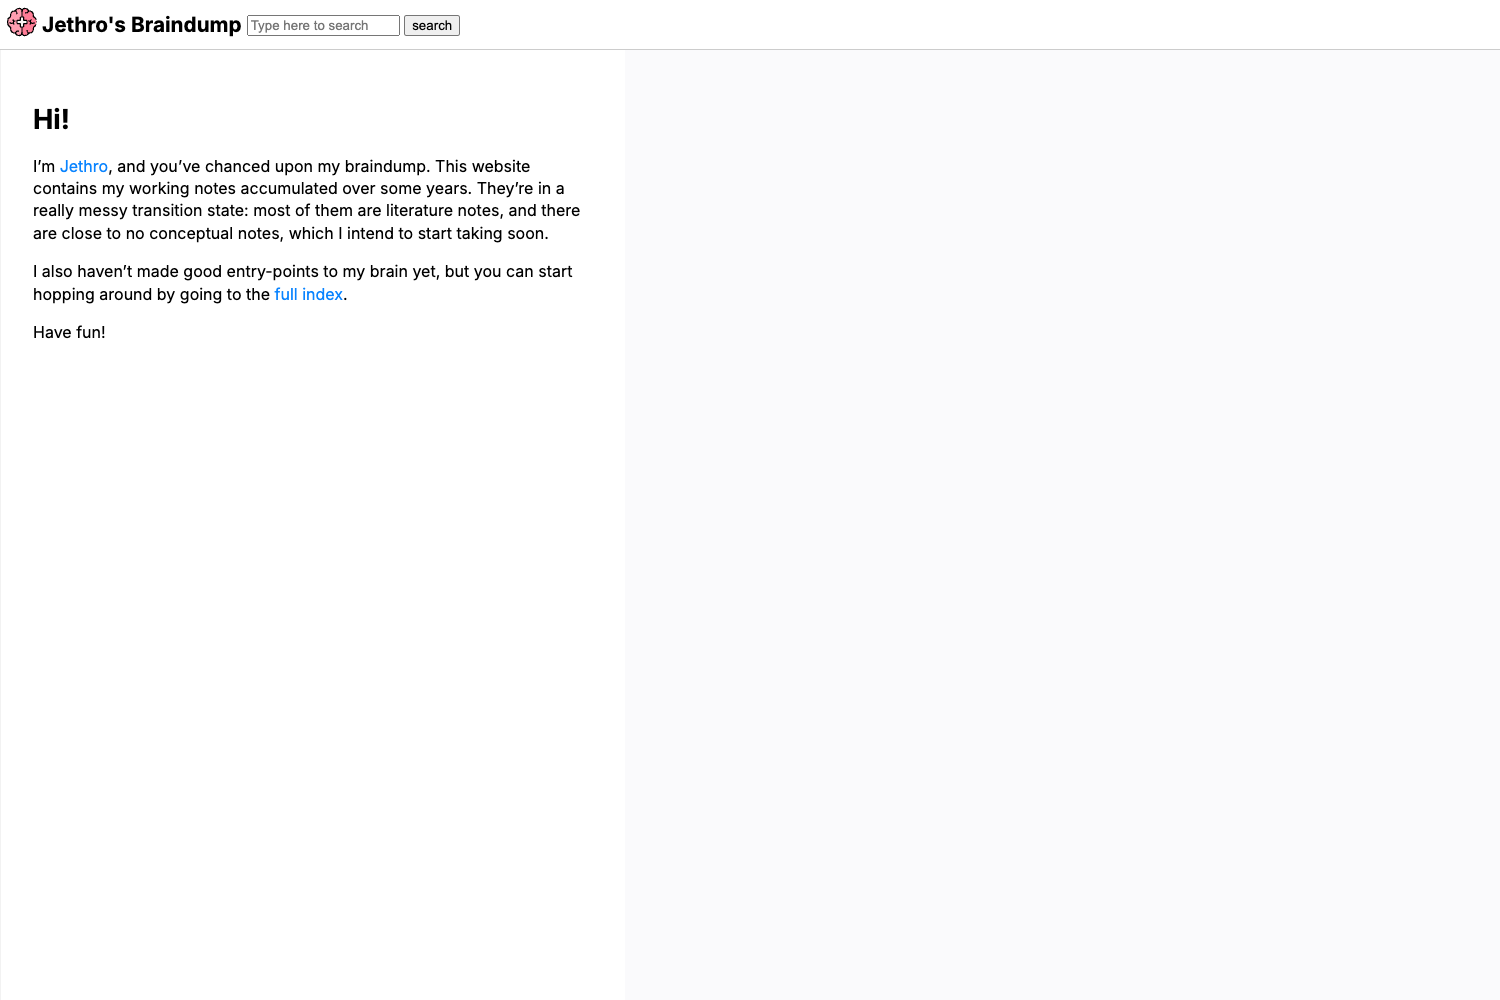 Jethro's Braindump Type here to search search
Hi!
I’m Jethro, and you’ve chanced upon my braindump. This website
contains my working notes accumulated over some years. They’re in a
really messy transition state: most of them are literature notes, and there
are close to no conceptual notes, which I intend to start taking soon.
I also haven’t made good entry-points to my brain yet, but you can start
hopping around by going to the full index.
Have fun!